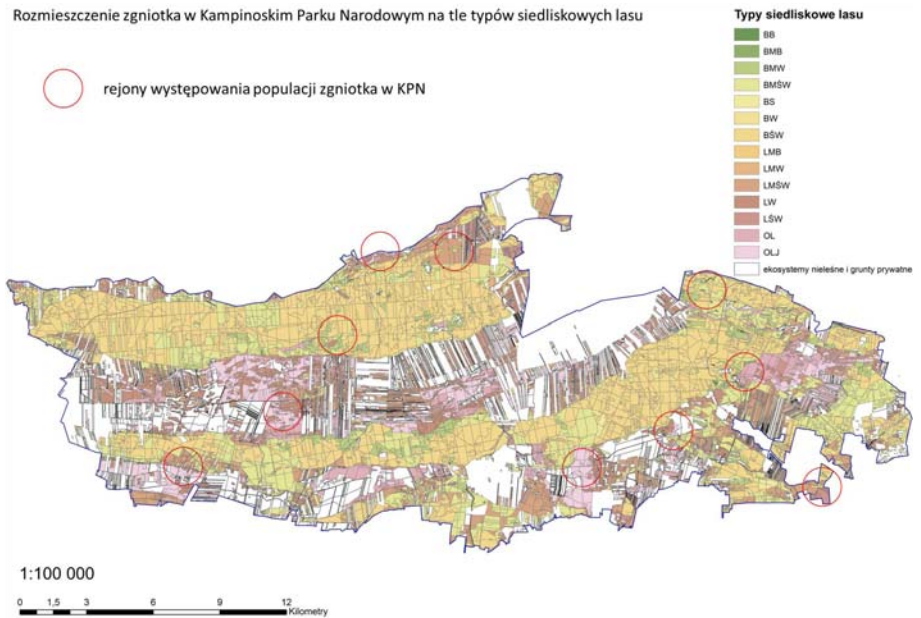 Rozmieszczenie zgniotka w Kampinoskim Parku Narodowym na tle typów siedliskowych lasu
rejony występowania populacji zgniotka w KPN
Typy siedliskowe lasu
BB
BMB
BMW
BMŚW
BS
BW
BŚW
LMB
LMW
LMŚW
LW
LŚW
OL
OLJ
ekosystemy nieleśne i grunty prywatne
1:100 000
0 1,5 3 6 9 12
Kilometry